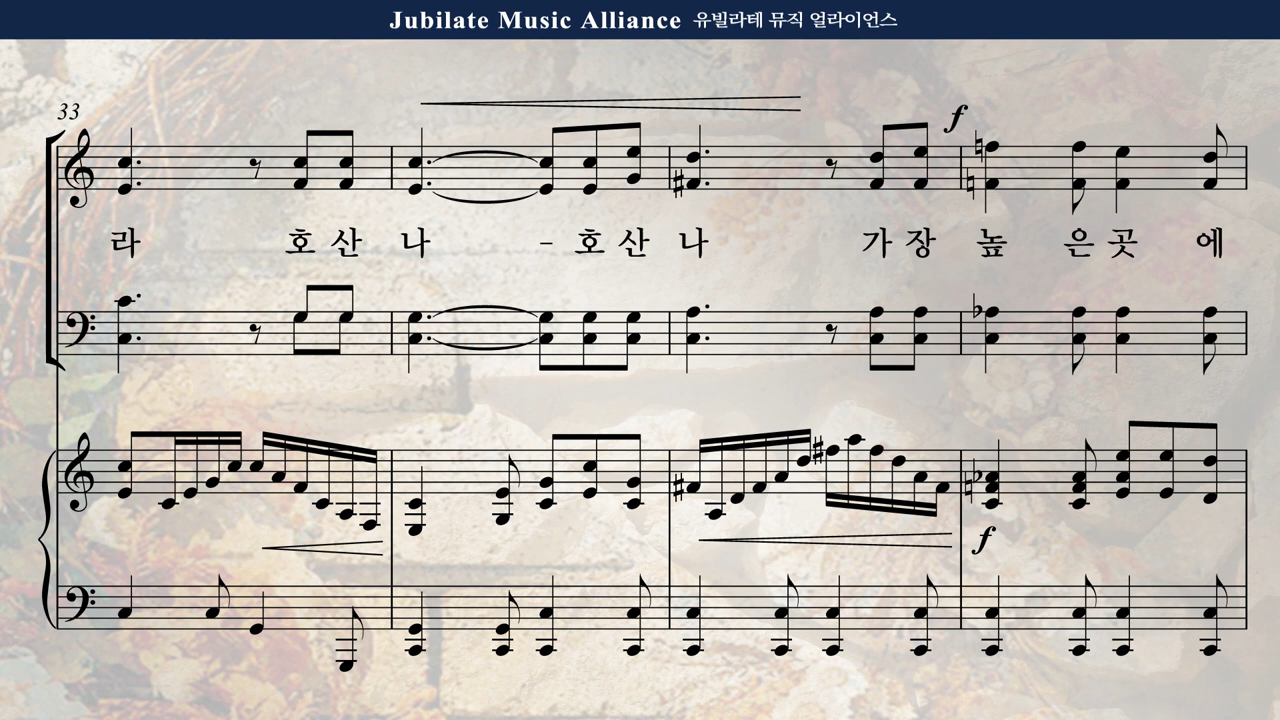 Jubilate Music Alliance 유빌라테 뮤직 얼라이언스
33
f
라 호 산 나 - 호 산 나 가 장 높 은 곳 에
f